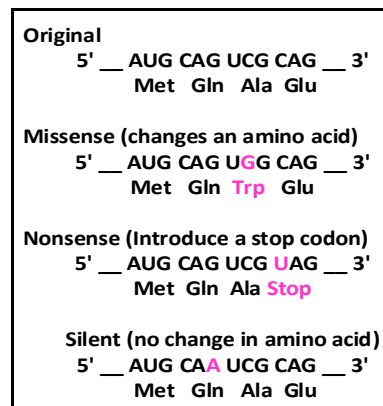 Original
5' __ AUG CAG UCG CAG __ 3'
Met Gln Ala Glu
Missense (changes an amino acid)
5' __ AUG CAG UGG CAG __ 3'
Met Gln Trp Glu
Nonsense (Introduce a stop codon)
5' __ AUG CAG UCG UAG __ 3'
Met Gln Ala Stop
Silent (no change in amino acid)
5' __ AUG CAA UCG CAG __ 3'
Met Gln Ala Glu